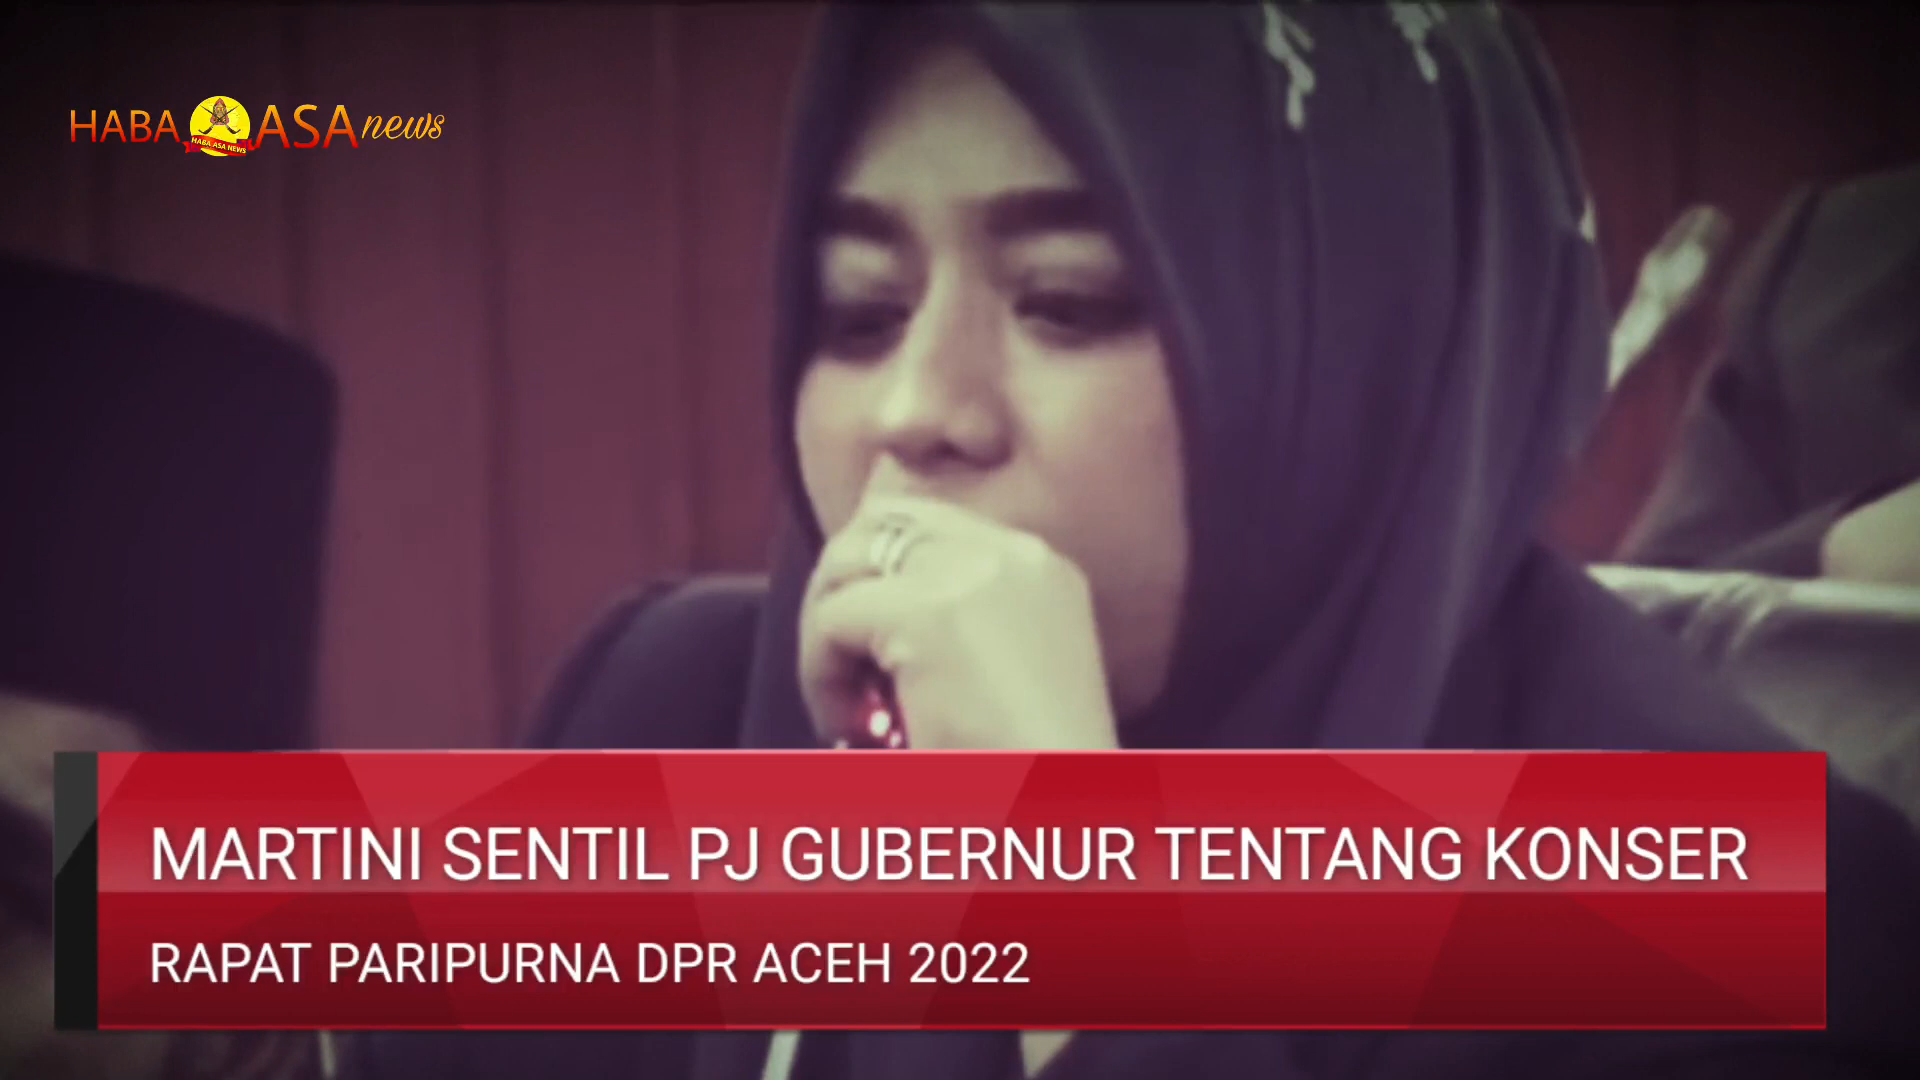 HABA ASA news
HABA ASA NEWS
MARTINI SENTIL PJ GUBERNUR TENTANG KONSER
RAPAT PARIPURNA DPR ACEH 2022